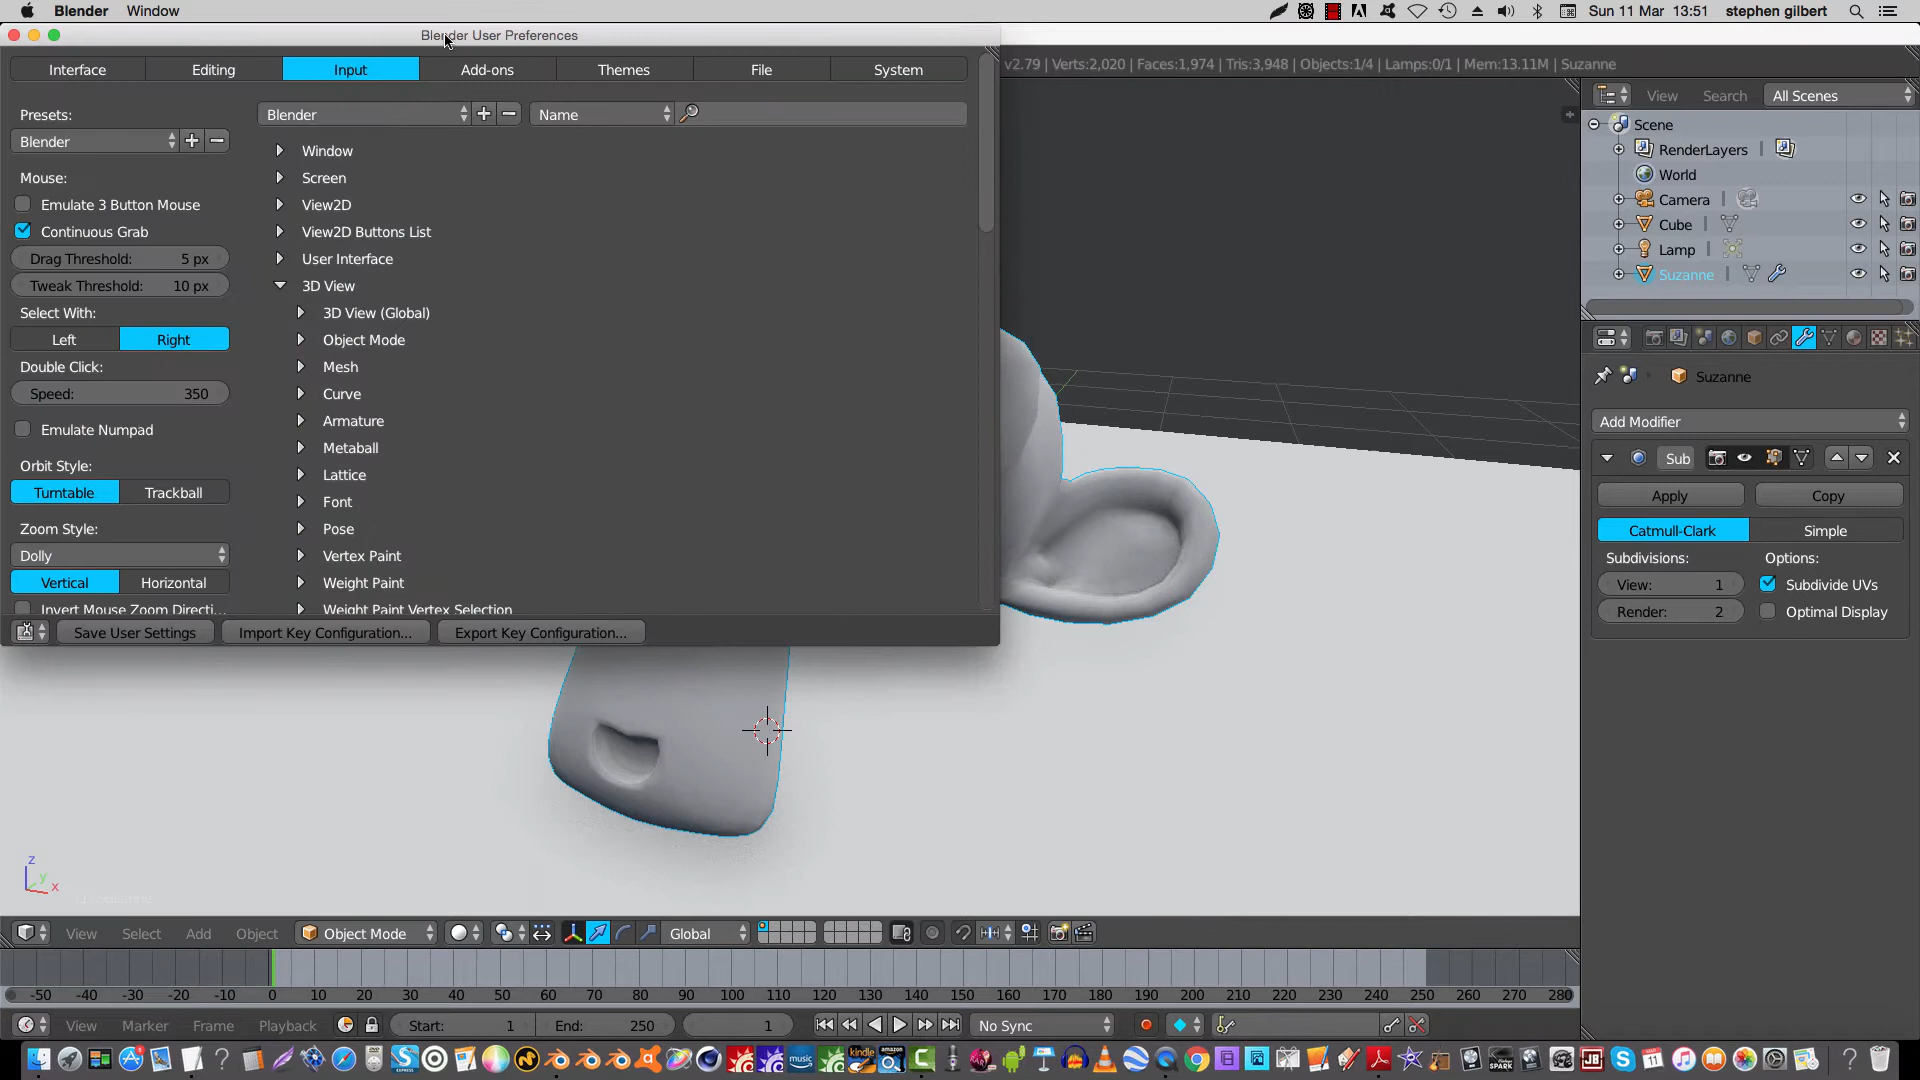 Blender Window Sun 11 Mar 13:51 stephen gilbert
Blender User Preferences
Interface Editing Input Add-ons Themes File System
v2.79 | Verts:2,020 | Faces:1,974 | Tris:3,948 | Objects:1/4 | Lamps:0/1 | Mem:13.11M | Suzanne
Presets:
Blender
Mouse:
Emulate 3 Button Mouse
Continuous Grab
Drag Threshold: 5 px
Tweak Threshold: 10 px
Select With:
Left Right
Double Click:
Speed: 350
Emulate Numpad
Orbit Style:
Turntable Trackball
Zoom Style:
Dolly
Vertical Horizontal
Invert Mouse Zoom Directi...
Blender Name
Window
Screen
View2D
View2D Buttons List
User Interface
3D View
3D View (Global)
Object Mode
Mesh
Curve
Armature
Metaball
Lattice
Font
Pose
Vertex Paint
Weight Paint
Weight Paint Vertex Selection
Save User Settings Import Key Configuration... Export Key Configuration...
View Search All Scenes
Scene
RenderLayers
World
Camera
Cube
Lamp
Suzanne
Suzanne
Add Modifier
Sub
Apply Copy
Catmull-Clark Simple
Subdivisions: Options:
View: 1 Subdivide UVs
Render: 2 Optimal Display
z
y
x
View Select Add Object Object Mode Global
-50 -40 -30 -20 -10 0 10 20 30 40 50 60 70 80 90 100 110 120 130 140 150 160 170 180 190 200 210 220 230 240 250 260 270 280
View Marker Frame Playback Start: 1 End: 250 1 No Sync